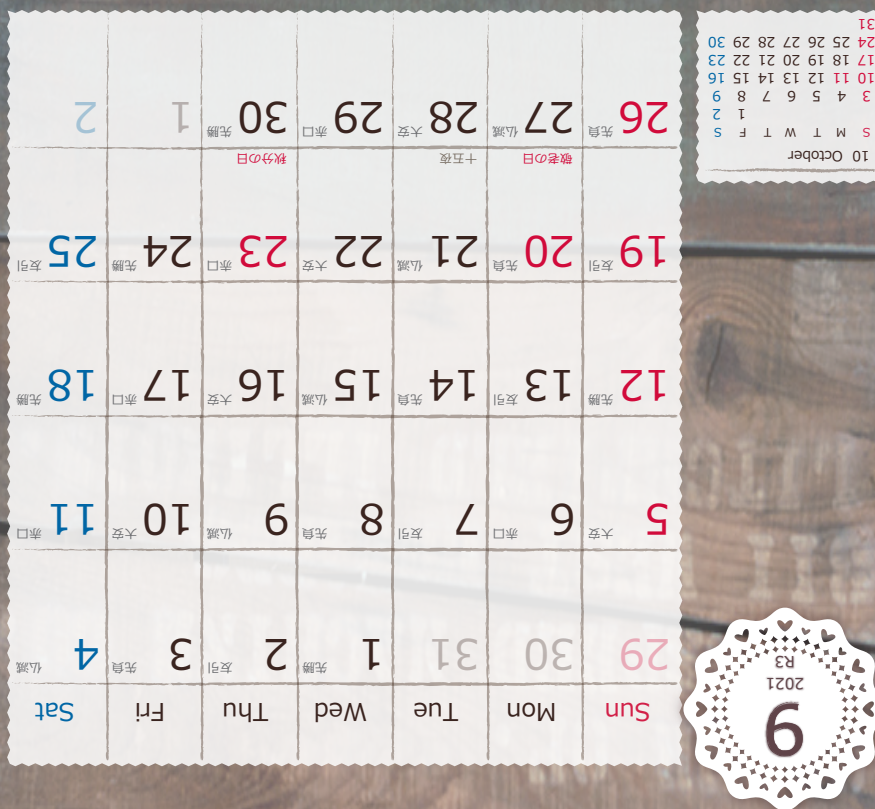 9
2021
R3
Sun Mon Tue Wed Thu Fri Sat
29 30 31 1 先勝 2 友引 3 先負 4 仏滅
5 大安 6 赤口 7 友引 8 先負 9 仏滅 10 大安 11 赤口
12 先勝 13 友引 14 先負 15 仏滅 16 大安 17 赤口 18 先勝
19 友引 20 先負 21 仏滅 22 大安 23 赤口 24 先勝 25 友引
敬老の日 十五夜 秋分の日
26 先負 27 仏滅 28 大安 29 赤口 30 先勝 1 2
10 October
S M T W T F S
1 2
3 4 5 6 7 8 9
10 11 12 13 14 15 16
17 18 19 20 21 22 23
24 25 26 27 28 29 30
31